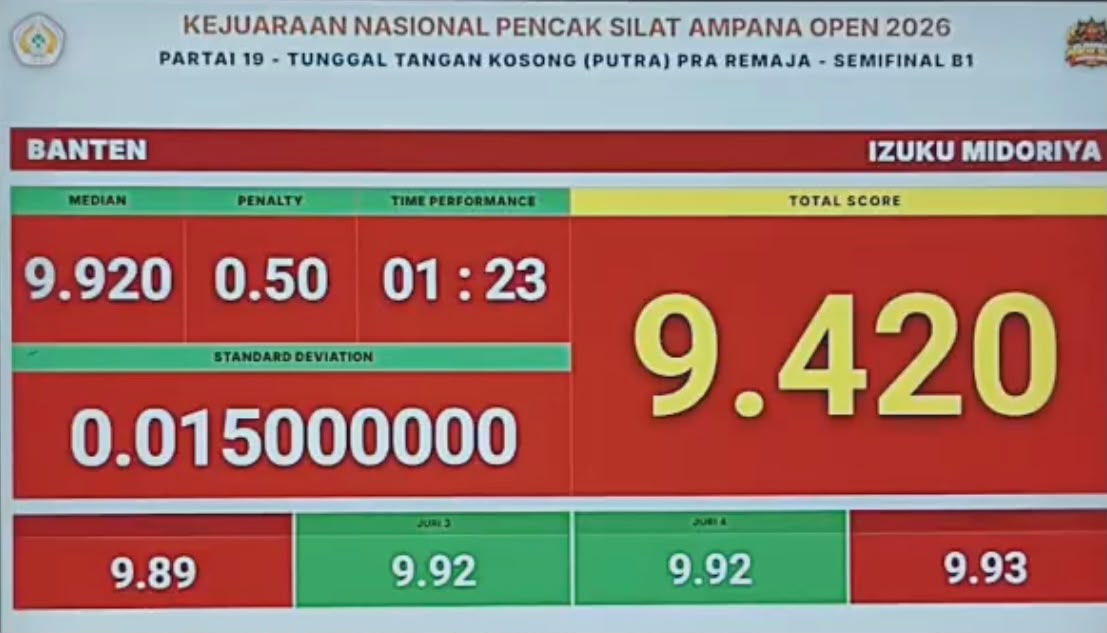 KEJUARAAN NASIONAL PENCAK SILAT AMPANA OPEN 2026
PARTAI 19 - TUNGGAL TANGAN KOSONG (PUTRA) PRA REMAJA - SEMIFINAL B1
BANTEN IZUKU MIDORIYA
MEDIAN PENALTY TIME PERFORMANCE TOTAL SCORE
9.920 0.50 01 : 23 9.420
STANDARD DEVIATION
0.015000000
JURI 3 JURI 4
9.89 9.92 9.92 9.93